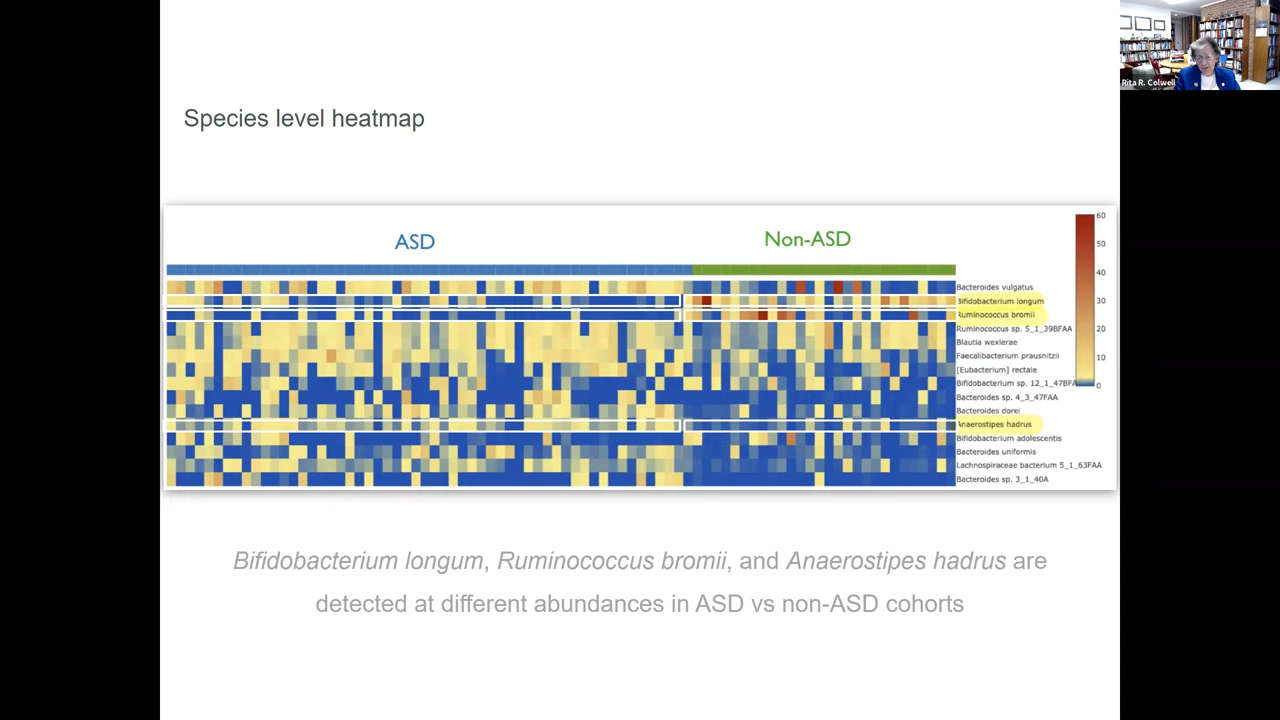 Rita R. Colwell
Species level heatmap
ASD
Non-ASD
60
50
40
30
20
10
0
Bacteroides vulgatus
Bifidobacterium longum
Ruminococcus bromii
Ruminococcus sp. 5_1_39BFAA
Blautia wexlerae
Faecalibacterium prausnitzii
[Eubacterium] rectale
Bifidobacterium sp. 12_1_47BFA
Bacteroides sp. 4_3_47FAA
Bacteroides dorei
Anaerostipes hadrus
Bifidobacterium adolescentis
Bacteroides uniformis
Lachnospiraceae bacterium 5_1_63FAA
Bacteroides sp. 3_1_40A
Bifidobacterium longum, Ruminococcus bromii, and Anaerostipes hadrus are
detected at different abundances in ASD vs non-ASD cohorts